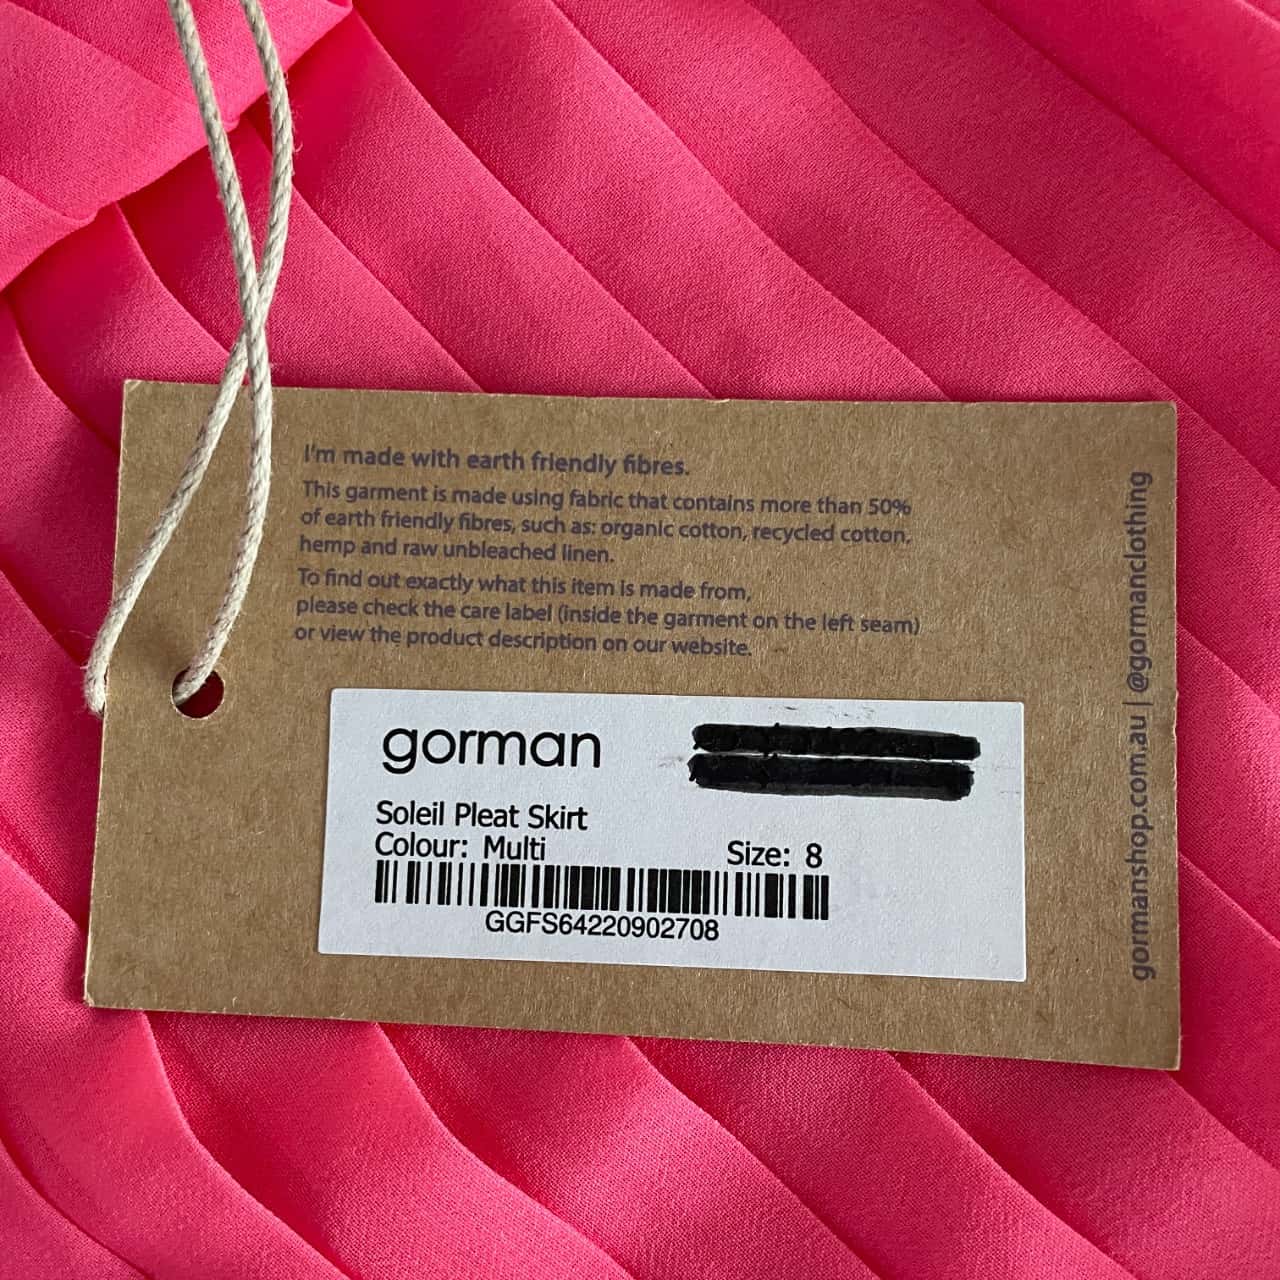 I'm made with earth friendly fibres.
This garment is made using fabric that contains more than 50%
of earth friendly fibres, such as: organic cotton, recycled cotton,
hemp and raw unbleached linen.
To find out exactly what this item is made from,
please check the care label (inside the garment on the left seam)
or view the product description on our website.
gorman
Soleil Pleat Skirt
Colour: Multi Size: 8
GGFS64220902708
gormanshop.com.au | @gormanclothing